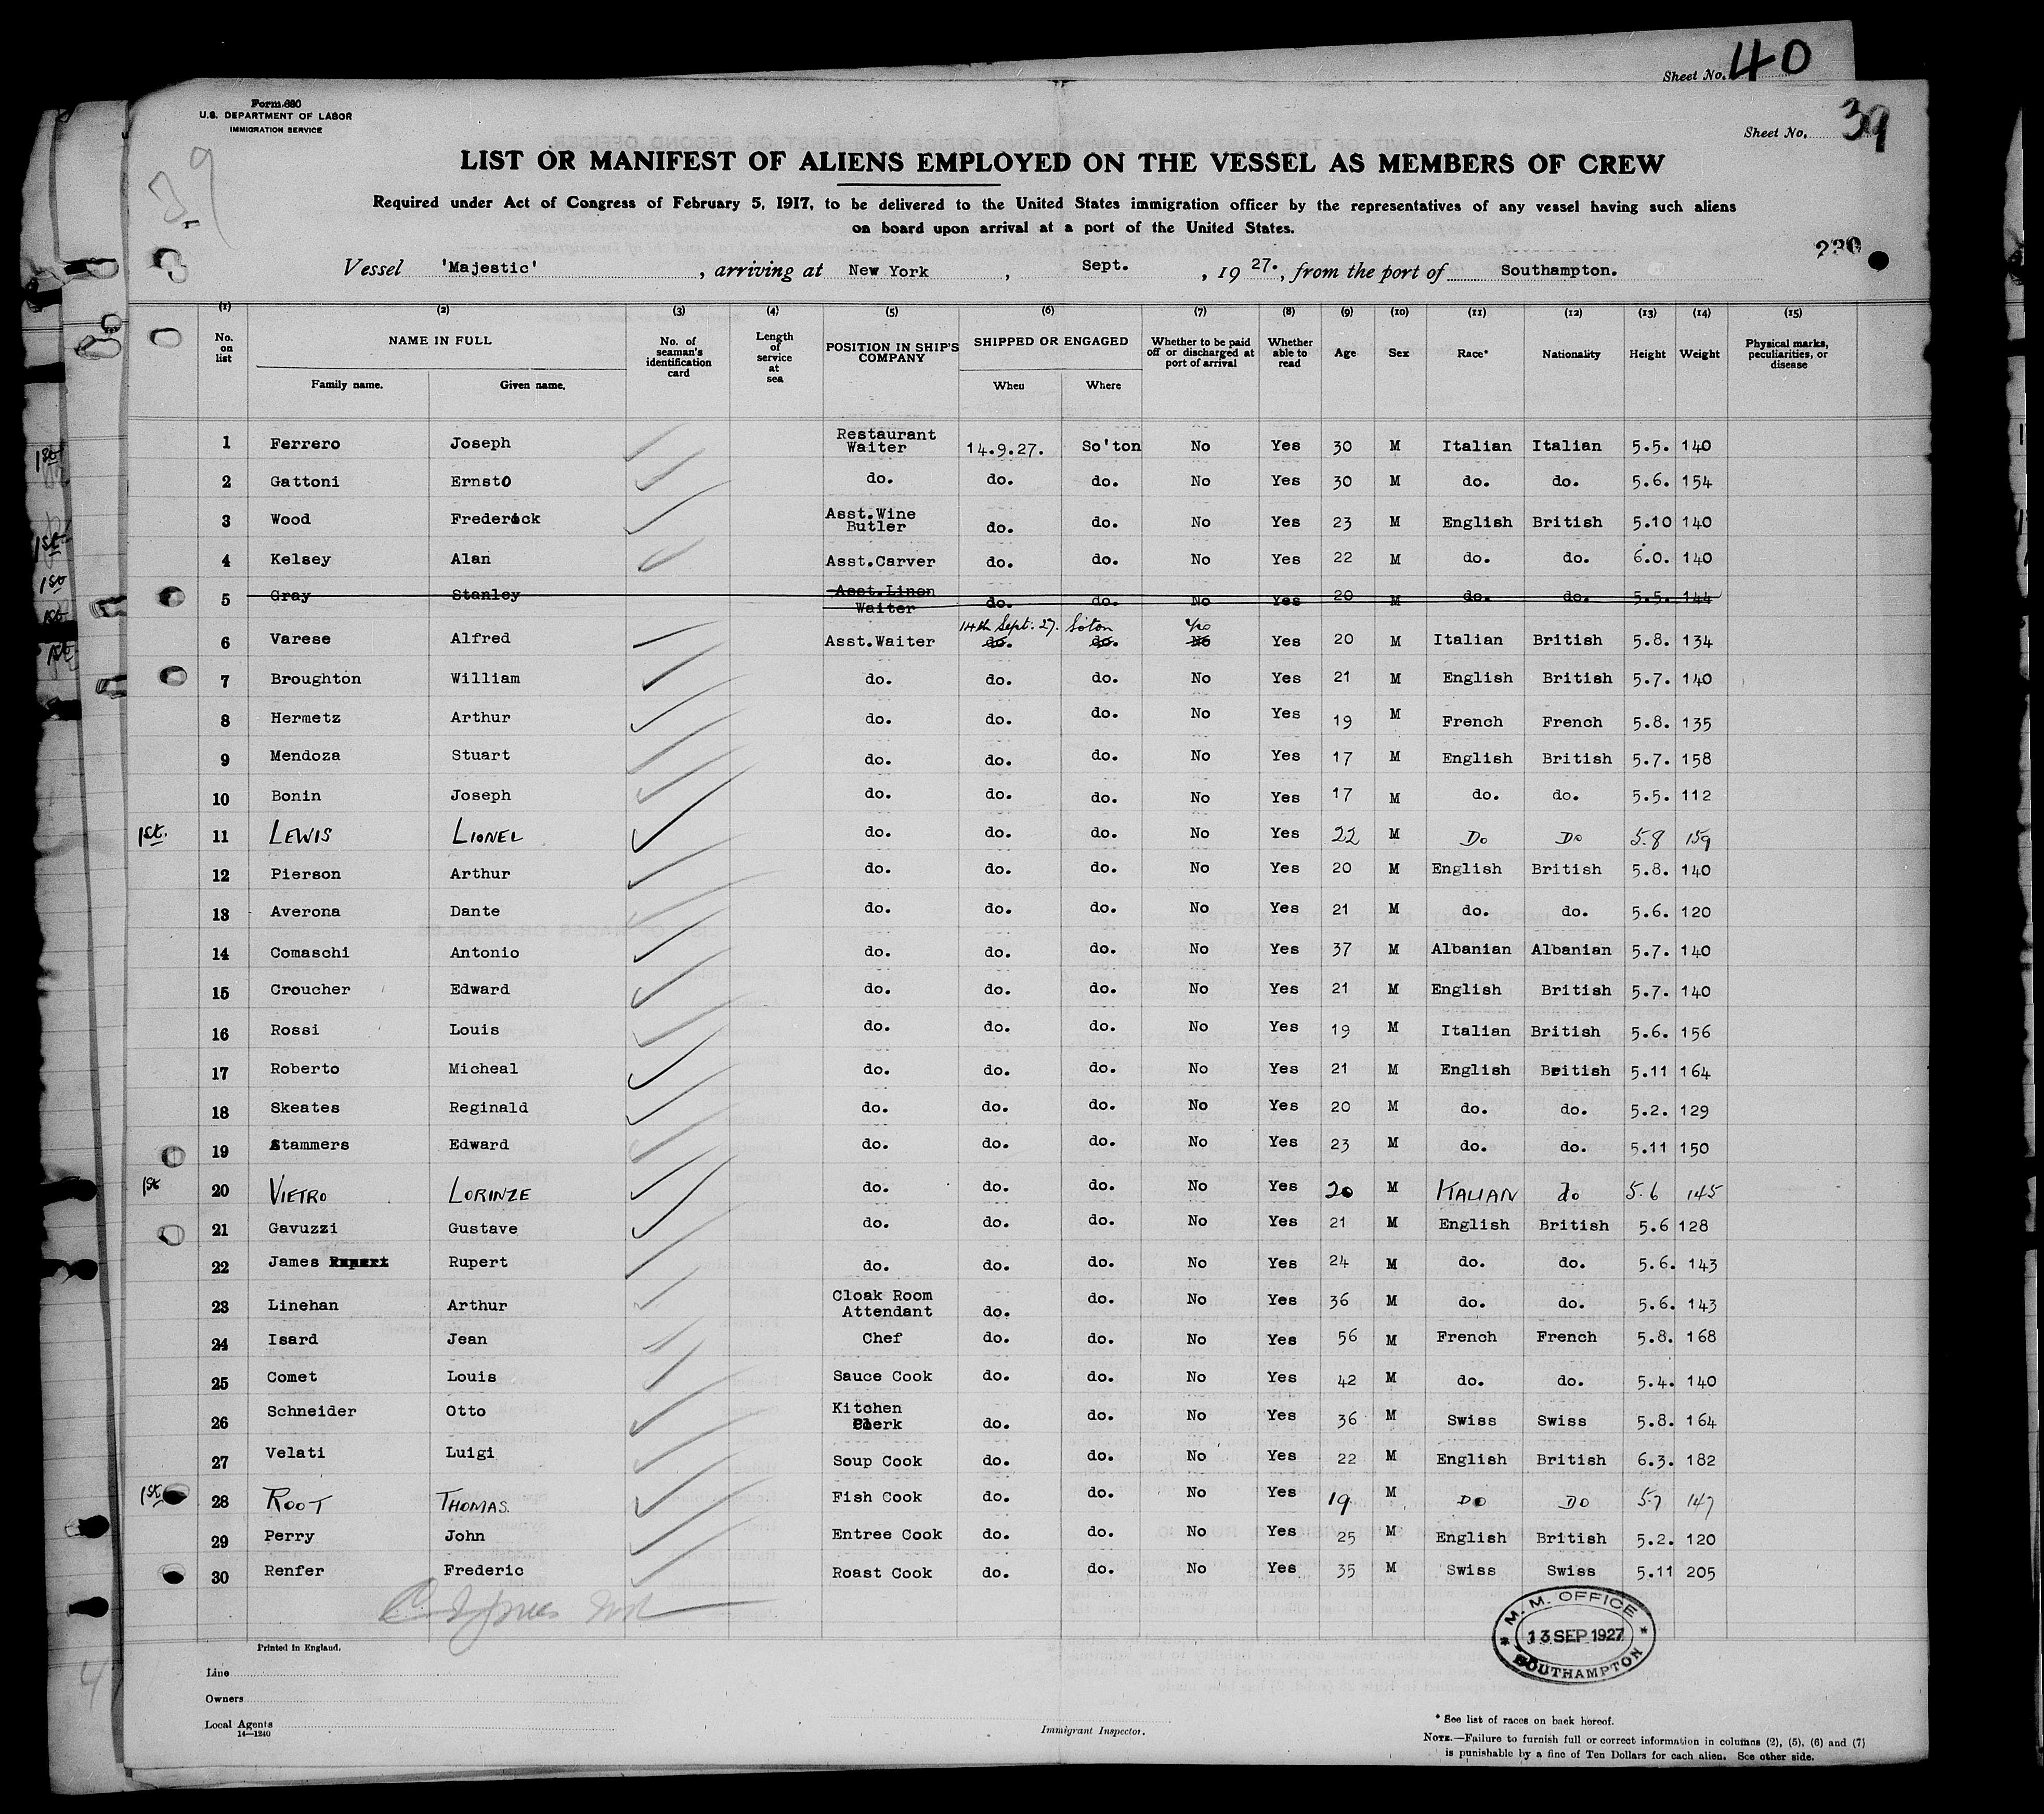 Sheet No. 40
Form 680
U.S. DEPARTMENT OF LABOR
IMMIGRATION SERVICE
Sheet No. 39
39
LIST OR MANIFEST OF ALIENS EMPLOYED ON THE VESSEL AS MEMBERS OF CREW
Required under Act of Congress of February 5, 1917, to be delivered to the United States immigration officer by the representatives of any vessel having such aliens
on board upon arrival at a port of the United States.
230
Vessel 'Majestic', arriving at New York, Sept., 1927., from the port of Southampton.
(1) (2) (3) (4) (5) (6) (7) (8) (9) (10) (11) (12) (13) (14) (15)
No. on list NAME IN FULL No. of seaman's identification card Length of service at sea POSITION IN SHIP'S COMPANY SHIPPED OR ENGAGED Whether to be paid off or discharged at port of arrival Whether able to read Age Sex Race* Nationality Height Weight Physical marks, peculiarities, or disease
Family name. Given name. When Where
1 Ferrero Joseph Restaurant Waiter 14.9.27. So'ton No Yes 30 M Italian Italian 5.5. 140
2 Gattoni Ernsto do. do. do. No Yes 30 M do. do. 5.6. 154
3 Wood Frederick Asst.Wine Butler do. do. No Yes 23 M English British 5.10 140
4 Kelsey Alan Asst.Carver do. do. No Yes 22 M do. do. 6.0. 140
5 Gray Stanley Asst.Linen Waiter do. do. No Yes 20 M do. do. 5.5. 144
14th Sept. 27. So'ton No
6 Varese Alfred Asst.Waiter do. do. No Yes 20 M Italian British 5.8. 134
7 Broughton William do. do. do. No Yes 21 M English British 5.7. 140
8 Hermetz Arthur do. do. do. No Yes 19 M French French 5.8. 135
9 Mendoza Stuart do. do. do. No Yes 17 M English British 5.7. 158
10 Bonin Joseph do. do. do. No Yes 17 M do. do. 5.5. 112
1st. 11 LEWIS LIONEL do. do. do. No Yes 22 M Do Do 5.8 159
12 Pierson Arthur do. do. do. No Yes 20 M English British 5.8. 140
13 Averona Dante do. do. do. No Yes 21 M do. do. 5.6. 120
14 Comaschi Antonio do. do. do. No Yes 37 M Albanian Albanian 5.7. 140
15 Croucher Edward do. do. do. No Yes 21 M English British 5.7. 140
16 Rossi Louis do. do. do. No Yes 19 M Italian British 5.6. 156
17 Roberto Micheal do. do. do. No Yes 21 M English British 5.11 164
18 Skeates Reginald do. do. do. No Yes 20 M do. do. 5.2. 129
19 Stammers Edward do. do. do. No Yes 23 M do. do. 5.11 150
1st 20 VIETRO LORINZE do. do. do. No Yes 20 M ITALIAN do 5.6 145
21 Gavuzzi Gustave do. do. do. No Yes 21 M English British 5.6 128
22 James Rupert Rupert do. do. do. No Yes 24 M do. do. 5.6. 143
23 Linehan Arthur Cloak Room Attendant do. do. No Yes 36 M do. do. 5.6. 143
24 Isard Jean Chef do. do. No Yes 56 M French French 5.8. 168
25 Comet Louis Sauce Cook do. do. No Yes 42 M do. do. 5.4. 140
26 Schneider Otto Kitchen Clerk do. do. No Yes 36 M Swiss Swiss 5.8. 164
27 Velati Luigi Soup Cook do. do. No Yes 22 M English British 6.3. 182
1st 28 ROOT THOMAS. Fish Cook do. do. No Yes 19 M DO DO 5.7 147
29 Perry John Entree Cook do. do. No Yes 25 M English British 5.2. 120
30 Renfer Frederic Roast Cook do. do. No Yes 35 M Swiss Swiss 5.11 205
M. M. OFFICE
13 SEP 1927
SOUTHAMPTON
Printed in England.
Line
Owners
Local Agents
14—1240
Immigrant Inspector.
* See list of races on back hereof.
NOTE.—Failure to furnish full or correct information in columns (2), (5), (6) and (7)
is punishable by a fine of Ten Dollars for each alien. See other side.